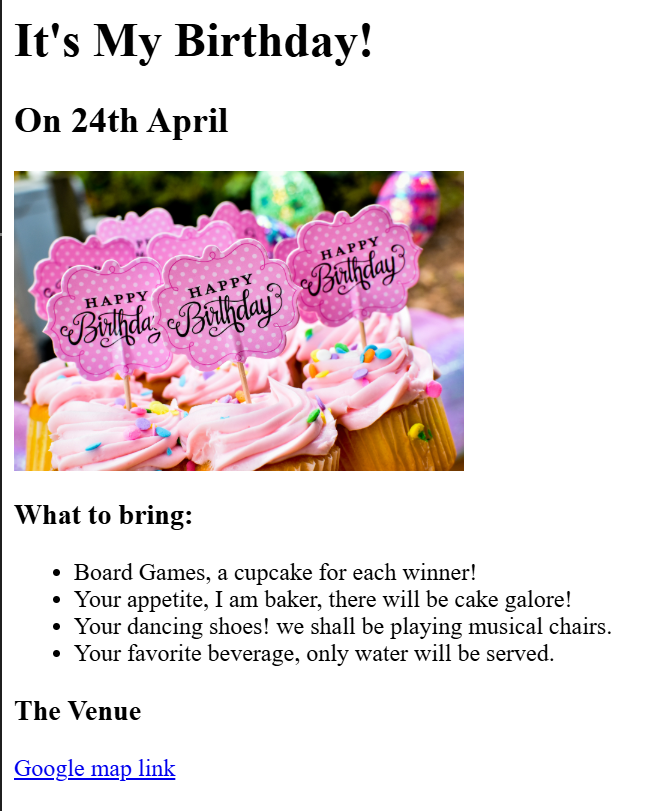 It's My Birthday!
On 24th April
HAPPY
Birthda
HAPPY
Birthday
HAPPY
Birthday
What to bring:
• Board Games, a cupcake for each winner!
• Your appetite, I am baker, there will be cake galore!
• Your dancing shoes! we shall be playing musical chairs.
• Your favorite beverage, only water will be served.
The Venue
Google map link